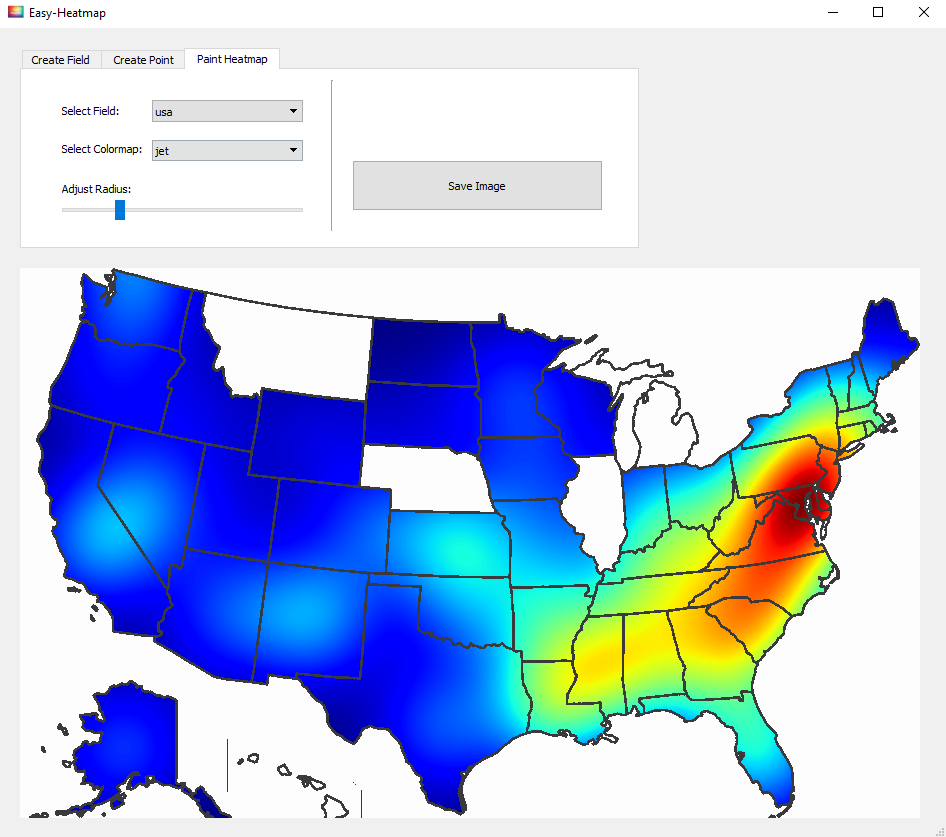 Easy-Heatmap
Create Field
Create Point
Paint Heatmap
Select Field:
usa
Select Colormap:
jet
Adjust Radius:
Save Image